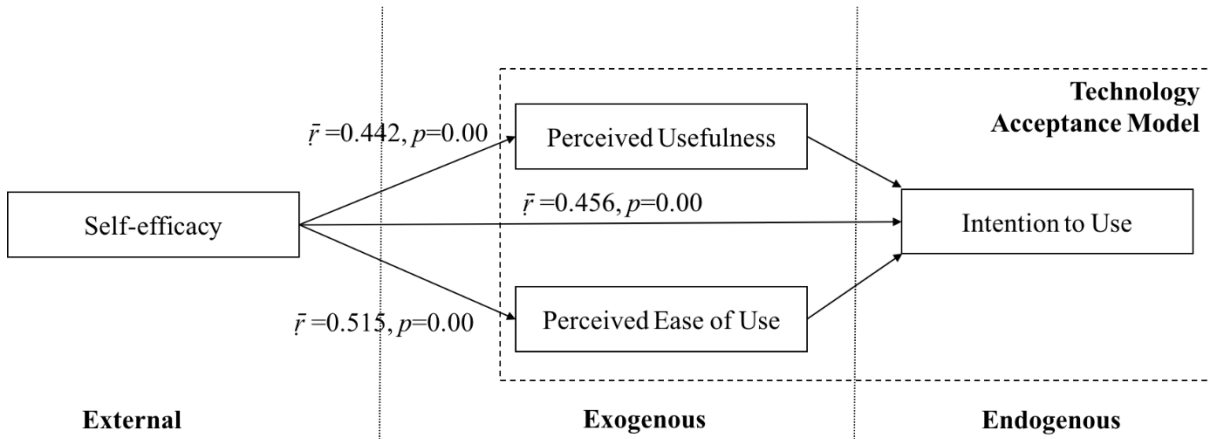 Technology
Acceptance Model
r̄ =0.442, p=0.00
Perceived Usefulness
r̄ =0.456, p=0.00
Self-efficacy
Intention to Use
r̄ =0.515, p=0.00
Perceived Ease of Use
External
Exogenous
Endogenous